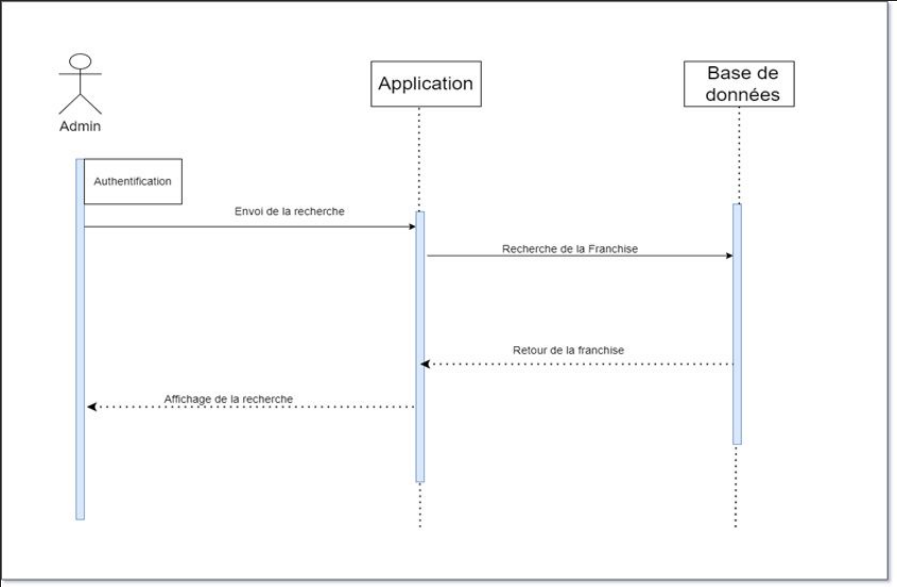 Admin
Application
Base de
données
Authentification
Envoi de la recherche
Recherche de la Franchise
Retour de la franchise
Affichage de la recherche